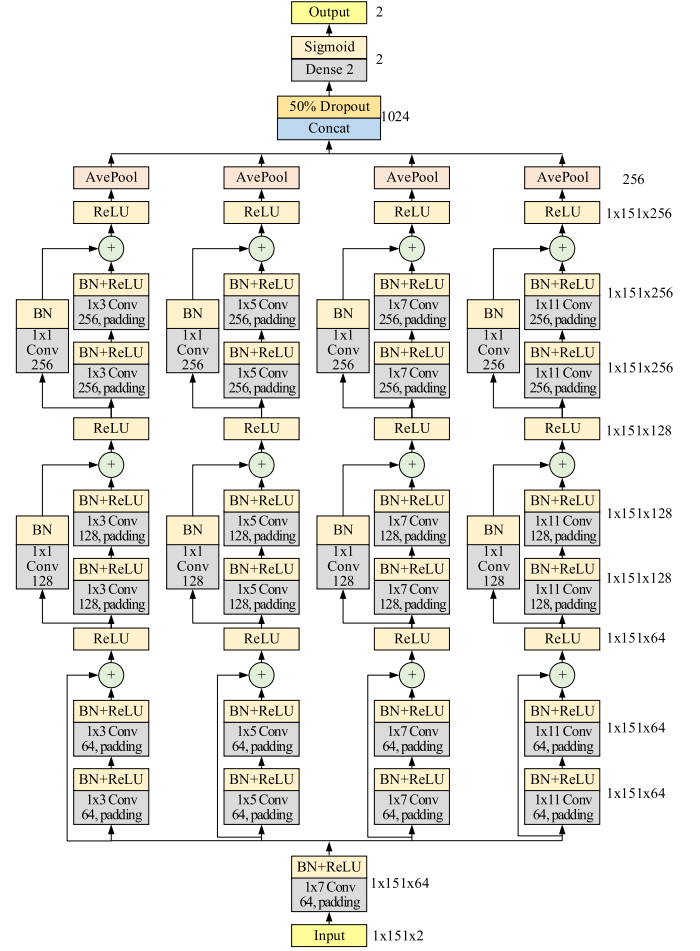 Output 2
Sigmoid
Dense 2 2
50% Dropout
Concat 1024
AvePool AvePool AvePool AvePool 256
ReLU ReLU ReLU ReLU 1x151x256
+ + + +
BN+ReLU BN+ReLU BN+ReLU BN+ReLU 1x151x256
BN 1x3 Conv BN 1x5 Conv BN 1x7 Conv BN 1x11 Conv
256, padding 256, padding 256, padding 256, padding
1x1 1x1 1x1 1x1
Conv BN+ReLU Conv BN+ReLU Conv BN+ReLU Conv BN+ReLU 1x151x256
256 1x3 Conv 256 1x5 Conv 256 1x7 Conv 256 1x11 Conv
256, padding 256, padding 256, padding 256, padding
ReLU ReLU ReLU ReLU 1x151x128
+ + + +
BN+ReLU BN+ReLU BN+ReLU BN+ReLU 1x151x128
BN 1x3 Conv BN 1x5 Conv BN 1x7 Conv BN 1x11 Conv
128, padding 128, padding 128, padding 128, padding
1x1 1x1 1x1 1x1
Conv BN+ReLU Conv BN+ReLU Conv BN+ReLU Conv BN+ReLU 1x151x128
128 1x3 Conv 128 1x5 Conv 128 1x7 Conv 128 1x11 Conv
128, padding 128, padding 128, padding 128, padding
ReLU ReLU ReLU ReLU 1x151x64
+ + + +
BN+ReLU BN+ReLU BN+ReLU BN+ReLU 1x151x64
1x3 Conv 1x5 Conv 1x7 Conv 1x11 Conv
64, padding 64, padding 64, padding 64, padding
BN+ReLU BN+ReLU BN+ReLU BN+ReLU 1x151x64
1x3 Conv 1x5 Conv 1x7 Conv 1x11 Conv
64, padding 64, padding 64, padding 64, padding
BN+ReLU
1x7 Conv 1x151x64
64, padding
Input 1x151x2